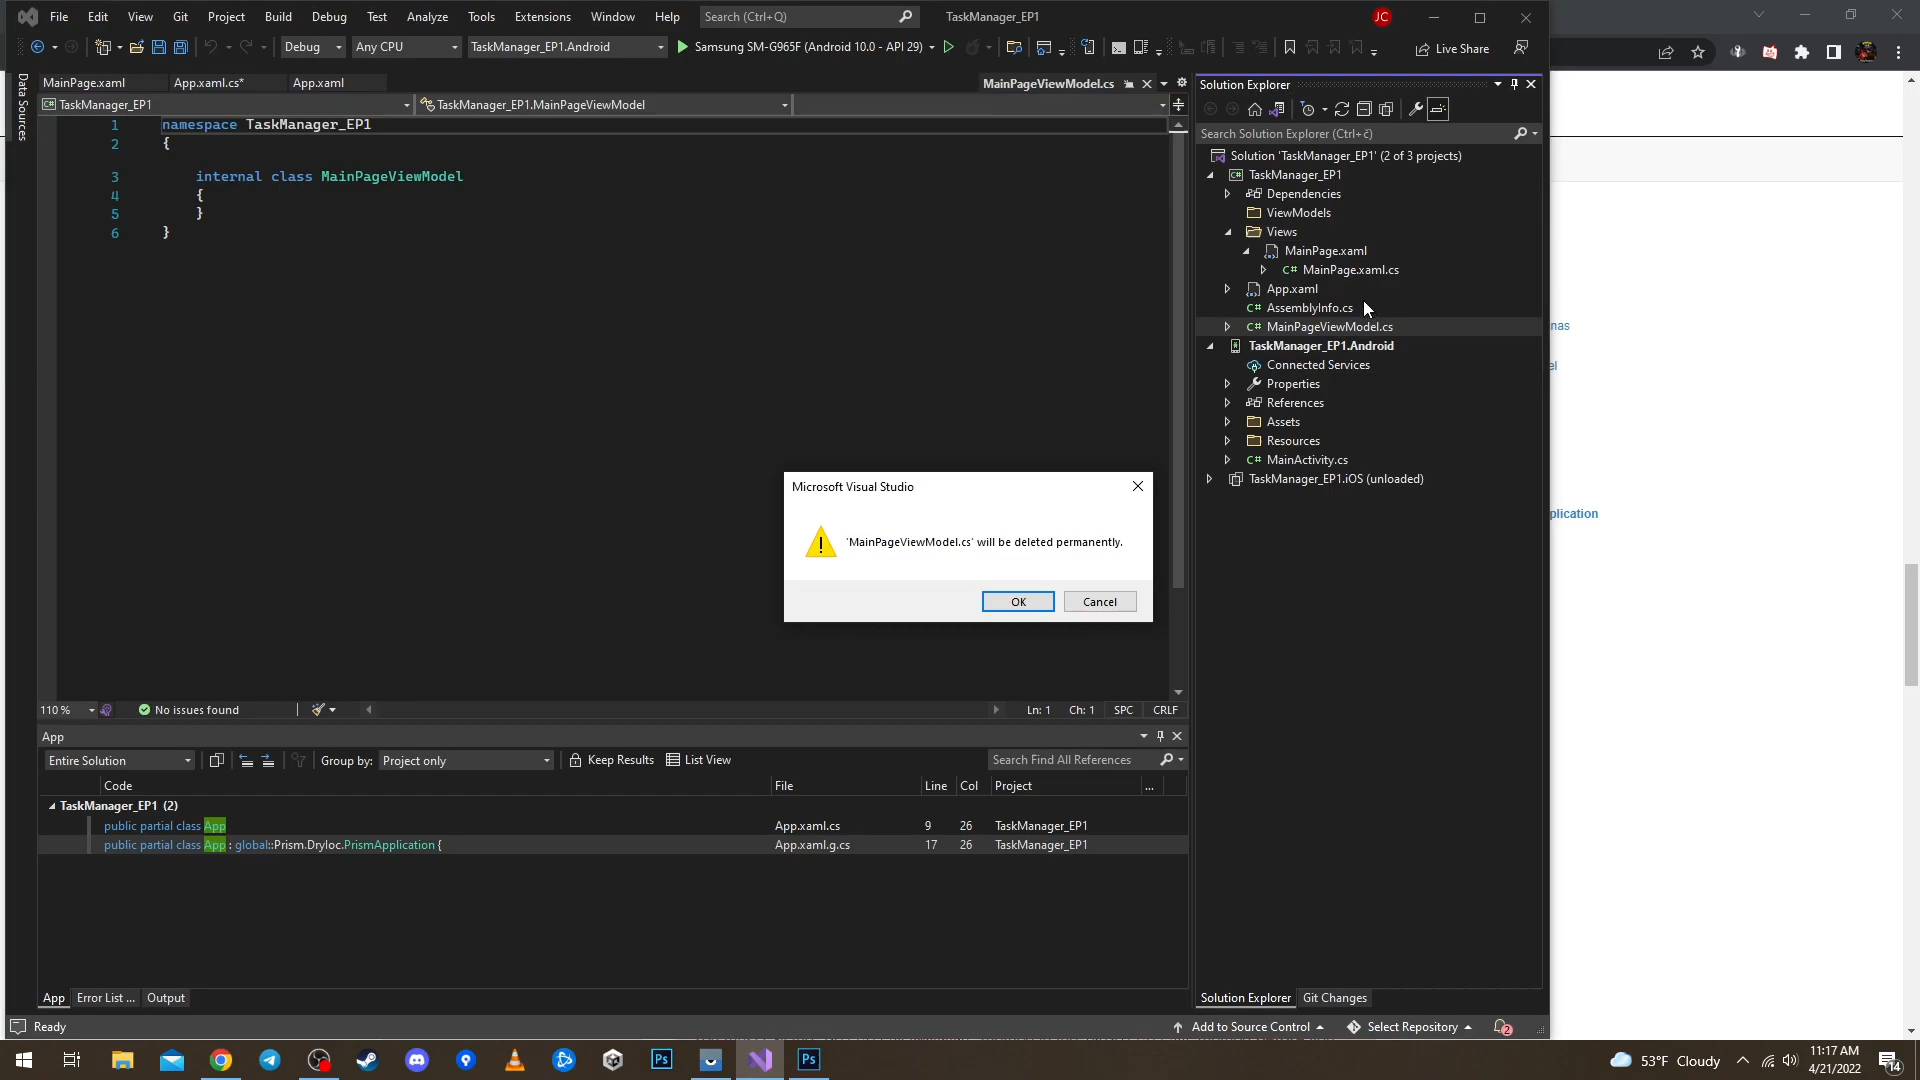 File Edit View Git Project Build Debug Test Analyze Tools Extensions Window Help Search (Ctrl+Q) TaskManager_EP1 JC
Debug Any CPU TaskManager_EP1.Android Samsung SM-G965F (Android 10.0 - API 29) Live Share
Data Sources
MainPage.xaml App.xaml.cs* App.xaml MainPageViewModel.cs
TaskManager_EP1 TaskManager_EP1.MainPageViewModel
1 namespace TaskManager_EP1
2 {
3 internal class MainPageViewModel
4 {
5 }
6 }
Solution Explorer
Search Solution Explorer (Ctrl+č)
Solution 'TaskManager_EP1' (2 of 3 projects)
TaskManager_EP1
Dependencies
ViewModels
Views
MainPage.xaml
C# MainPage.xaml.cs
App.xaml
C# AssemblyInfo.cs
C# MainPageViewModel.cs
TaskManager_EP1.Android
Connected Services
Properties
References
Assets
Resources
C# MainActivity.cs
TaskManager_EP1.iOS (unloaded)
nas
el
plication
Microsoft Visual Studio
'MainPageViewModel.cs' will be deleted permanently.
OK Cancel
110 % No issues found Ln: 1 Ch: 1 SPC CRLF
App
Entire Solution Group by: Project only Keep Results List View Search Find All References
Code File Line Col Project ...
TaskManager_EP1 (2)
public partial class App App.xaml.cs 9 26 TaskManager_EP1
public partial class App : global::Prism.DryIoc.PrismApplication { App.xaml.g.cs 17 26 TaskManager_EP1
App Error List ... Output
Solution Explorer Git Changes
Ready Add to Source Control Select Repository 2
Ps Ps 53°F Cloudy 11:17 AM
4/21/2022 14